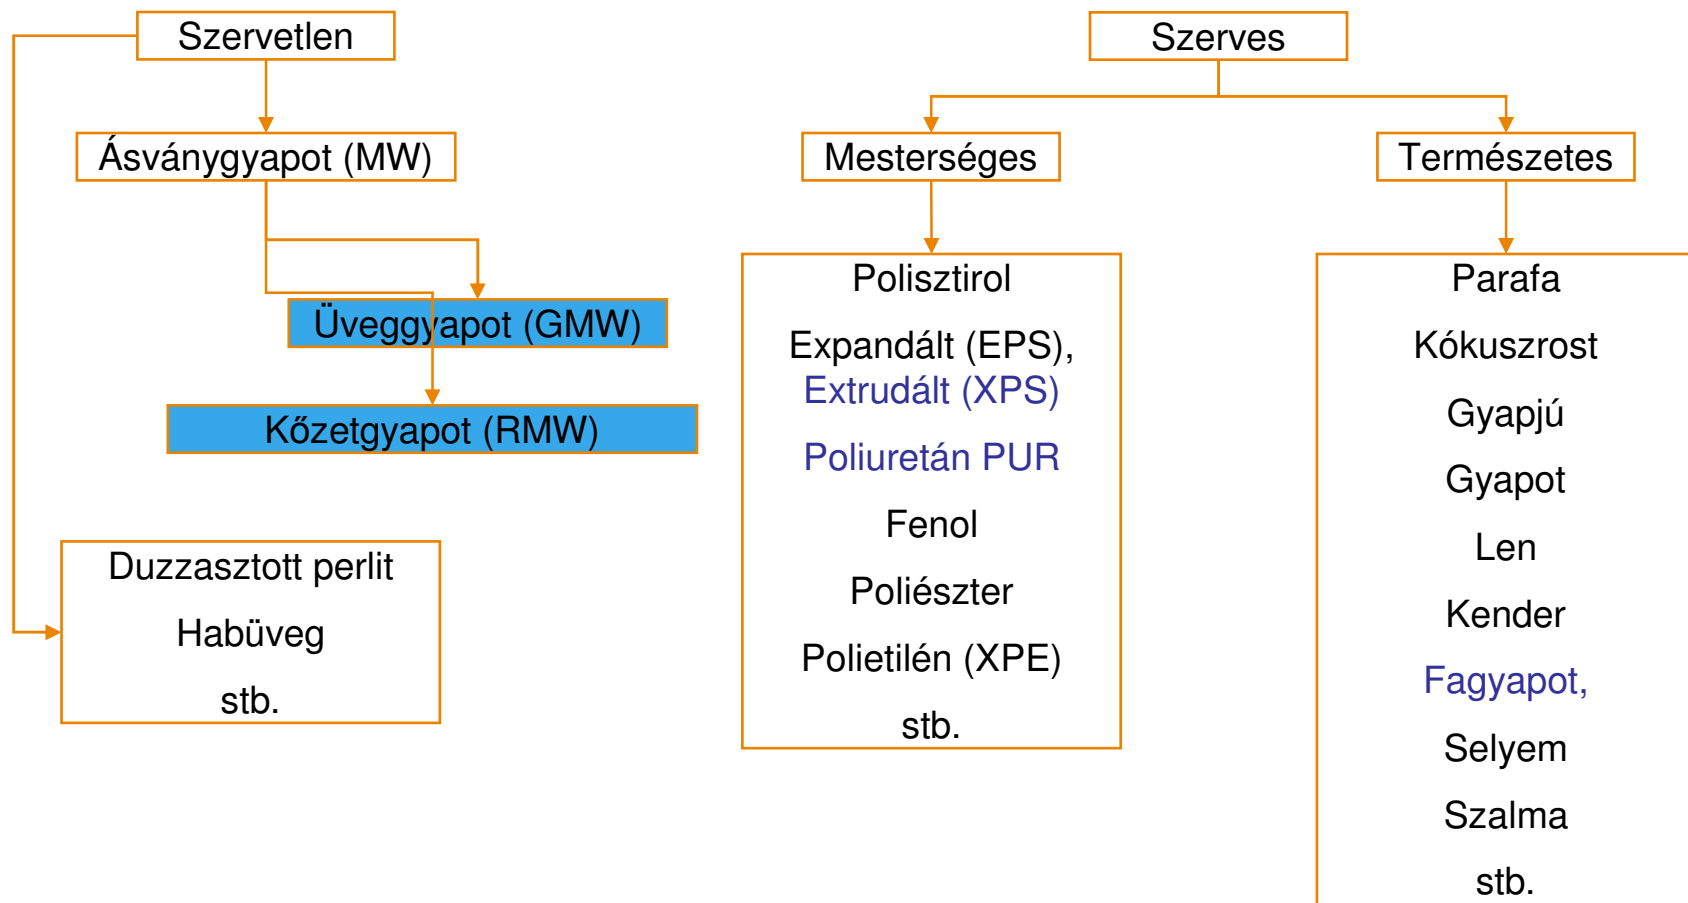 Szervetlen
Ásványgyapot (MW)
Üveggyapot (GMW)
Kőzetgyapot (RMW)
Duzzasztott perlit
Habüveg
stb.
Szerves
Mesterséges
Polisztirol
Expandált (EPS),
Extrudált (XPS)
Poliuretán PUR
Fenol
Poliészter
Polietilén (XPE)
stb.
Természetes
Parafa
Kókuszrost
Gyapjú
Gyapot
Len
Kender
Fagyapot,
Selyem
Szalma
stb.